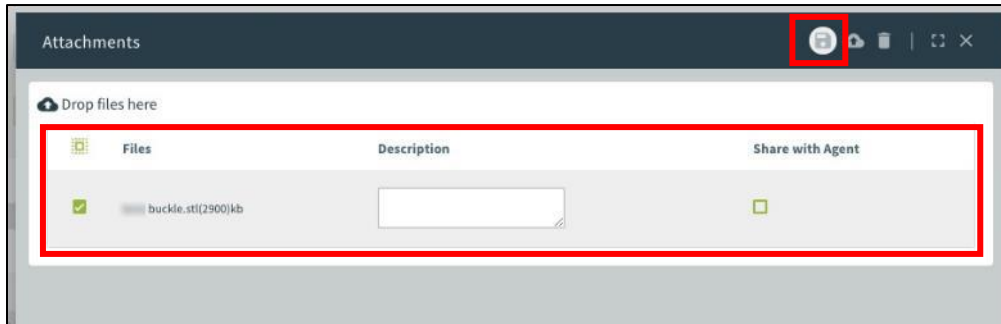 Attachments
Drop files here
Files Description Share with Agent
buckle.stl(2900)kb